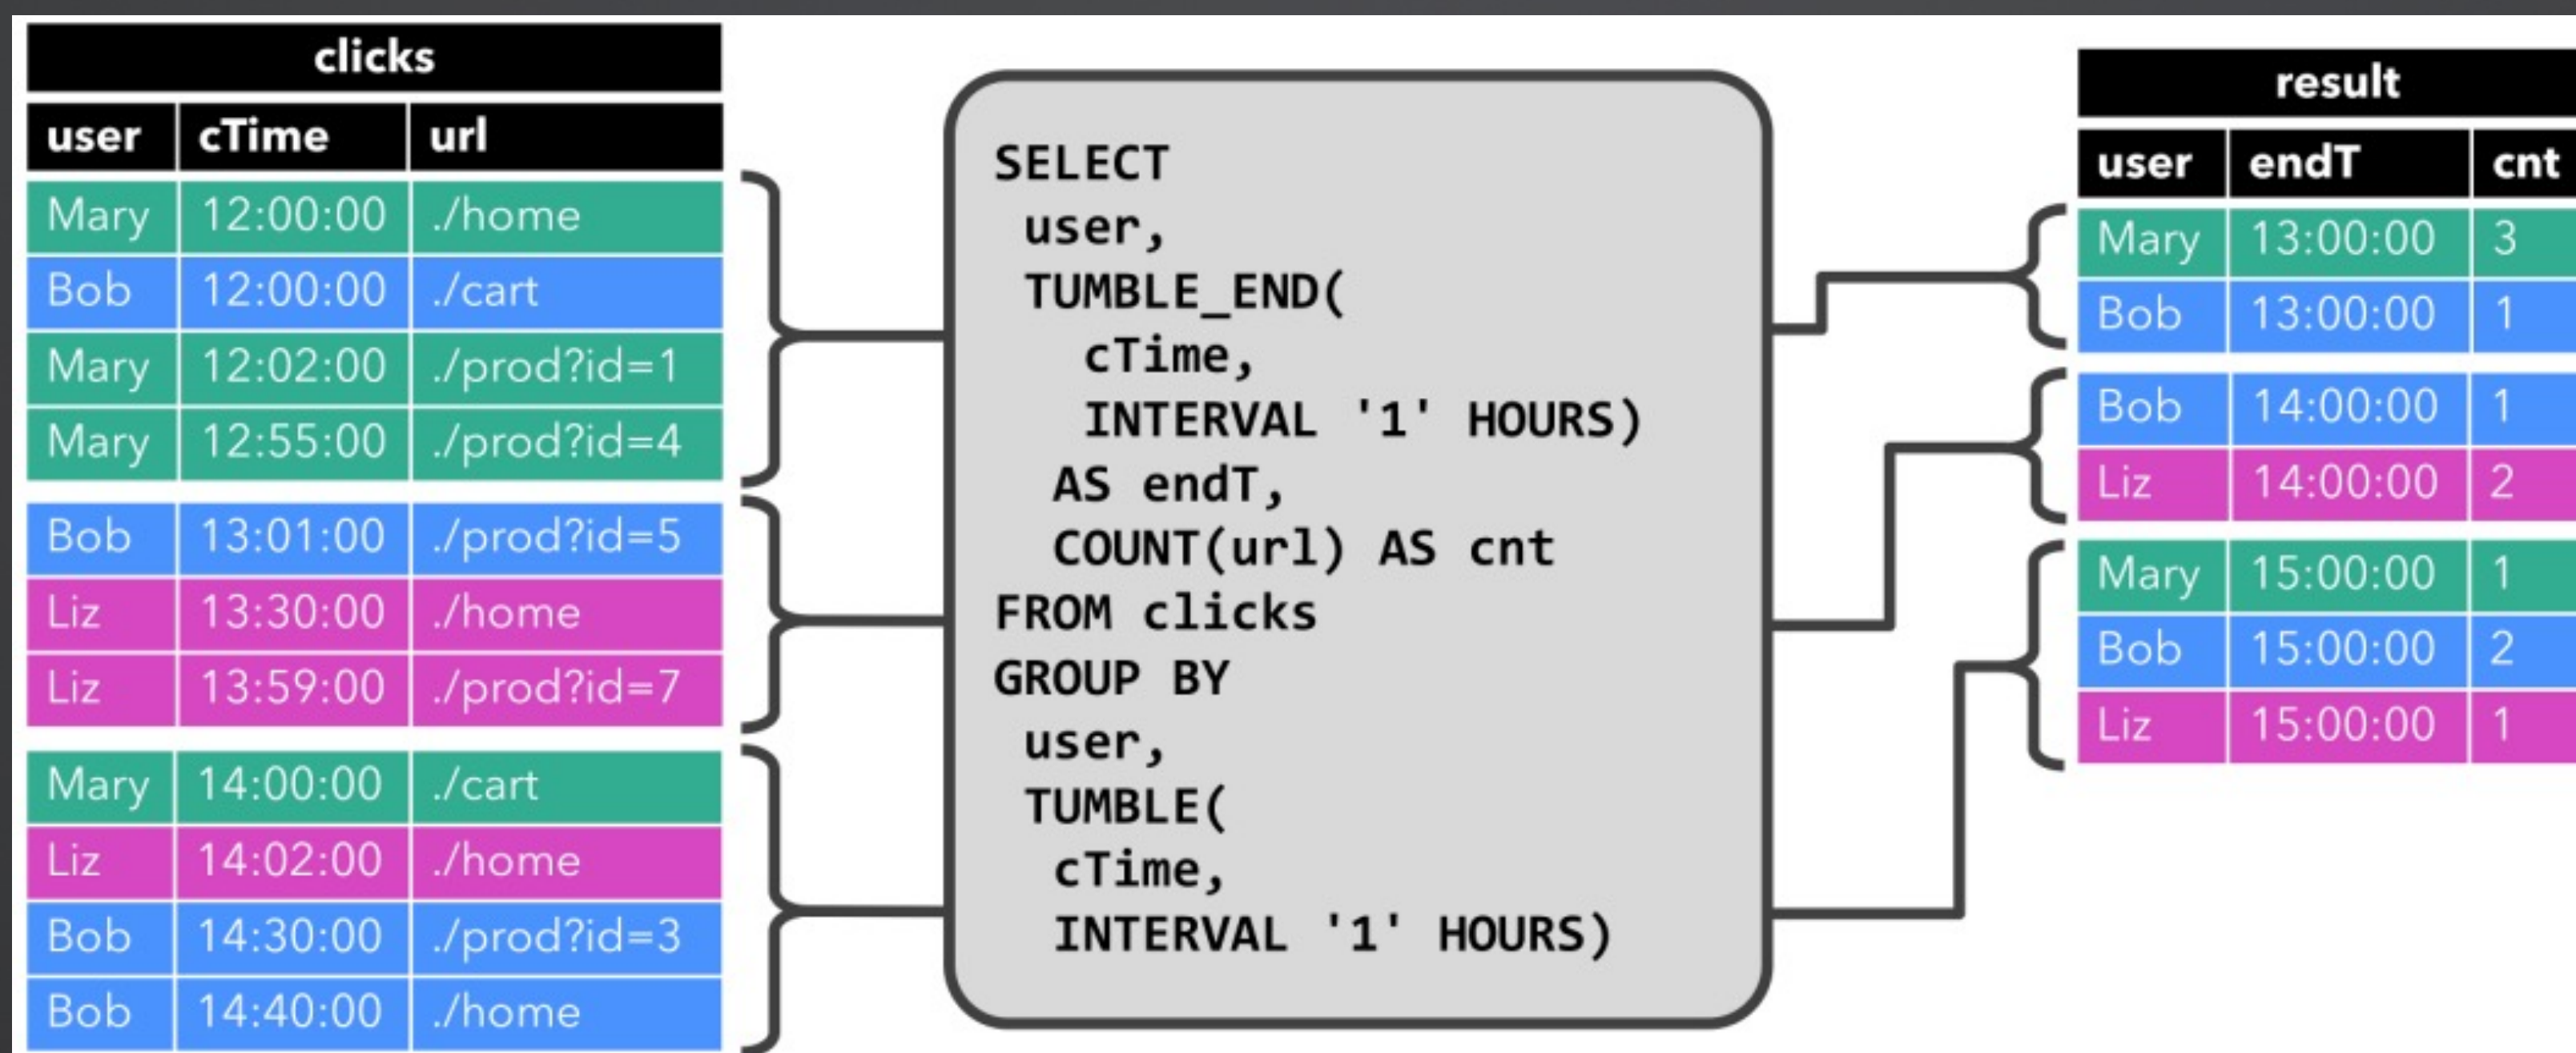 clicks
user cTime url
Mary 12:00:00 ./home
Bob 12:00:00 ./cart
Mary 12:02:00 ./prod?id=1
Mary 12:55:00 ./prod?id=4
Bob 13:01:00 ./prod?id=5
Liz 13:30:00 ./home
Liz 13:59:00 ./prod?id=7
Mary 14:00:00 ./cart
Liz 14:02:00 ./home
Bob 14:30:00 ./prod?id=3
Bob 14:40:00 ./home
SELECT
user,
TUMBLE_END(
cTime,
INTERVAL '1' HOURS)
AS endT,
COUNT(url) AS cnt
FROM clicks
GROUP BY
user,
TUMBLE(
cTime,
INTERVAL '1' HOURS)
result
user endT cnt
Mary 13:00:00 3
Bob 13:00:00 1
Bob 14:00:00 1
Liz 14:00:00 2
Mary 15:00:00 1
Bob 15:00:00 2
Liz 15:00:00 1